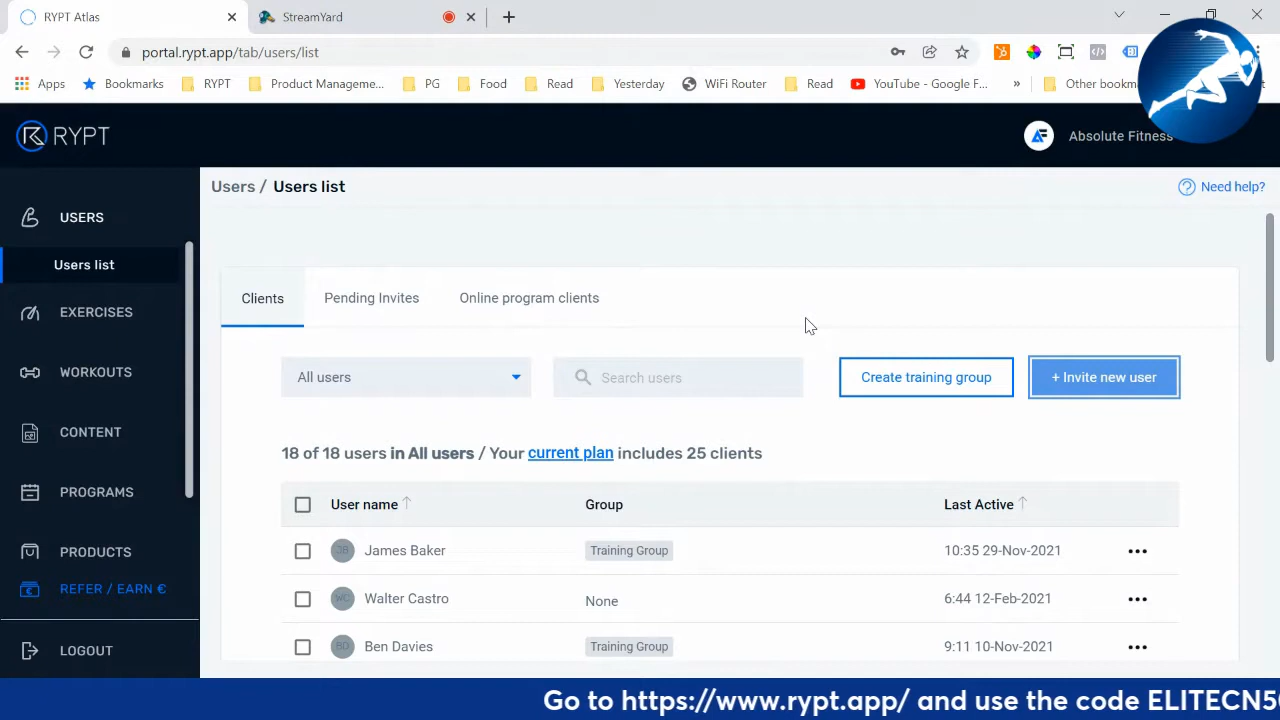 RYPT Atlas
StreamYard
portal.rypt.app/tab/users/list
Apps
Bookmarks
RYPT
Product Manageme...
PG
Food
Read
Yesterday
WiFi Router
Read
YouTube - Google F...
»
Other bookm
RYPT
Absolute Fitness
USERS
Users list
EXERCISES
WORKOUTS
CONTENT
PROGRAMS
PRODUCTS
REFER / EARN €
LOGOUT
Users / Users list
Need help?
Clients
Pending Invites
Online program clients
All users
Search users
Create training group
+ Invite new user
18 of 18 users in All users / Your current plan includes 25 clients
User name
Group
Last Active
JB James Baker
Training Group
10:35 29-Nov-2021
WC Walter Castro
None
6:44 12-Feb-2021
BD Ben Davies
Training Group
9:11 10-Nov-2021
Go to https://www.rypt.app/ and use the code ELITECN5